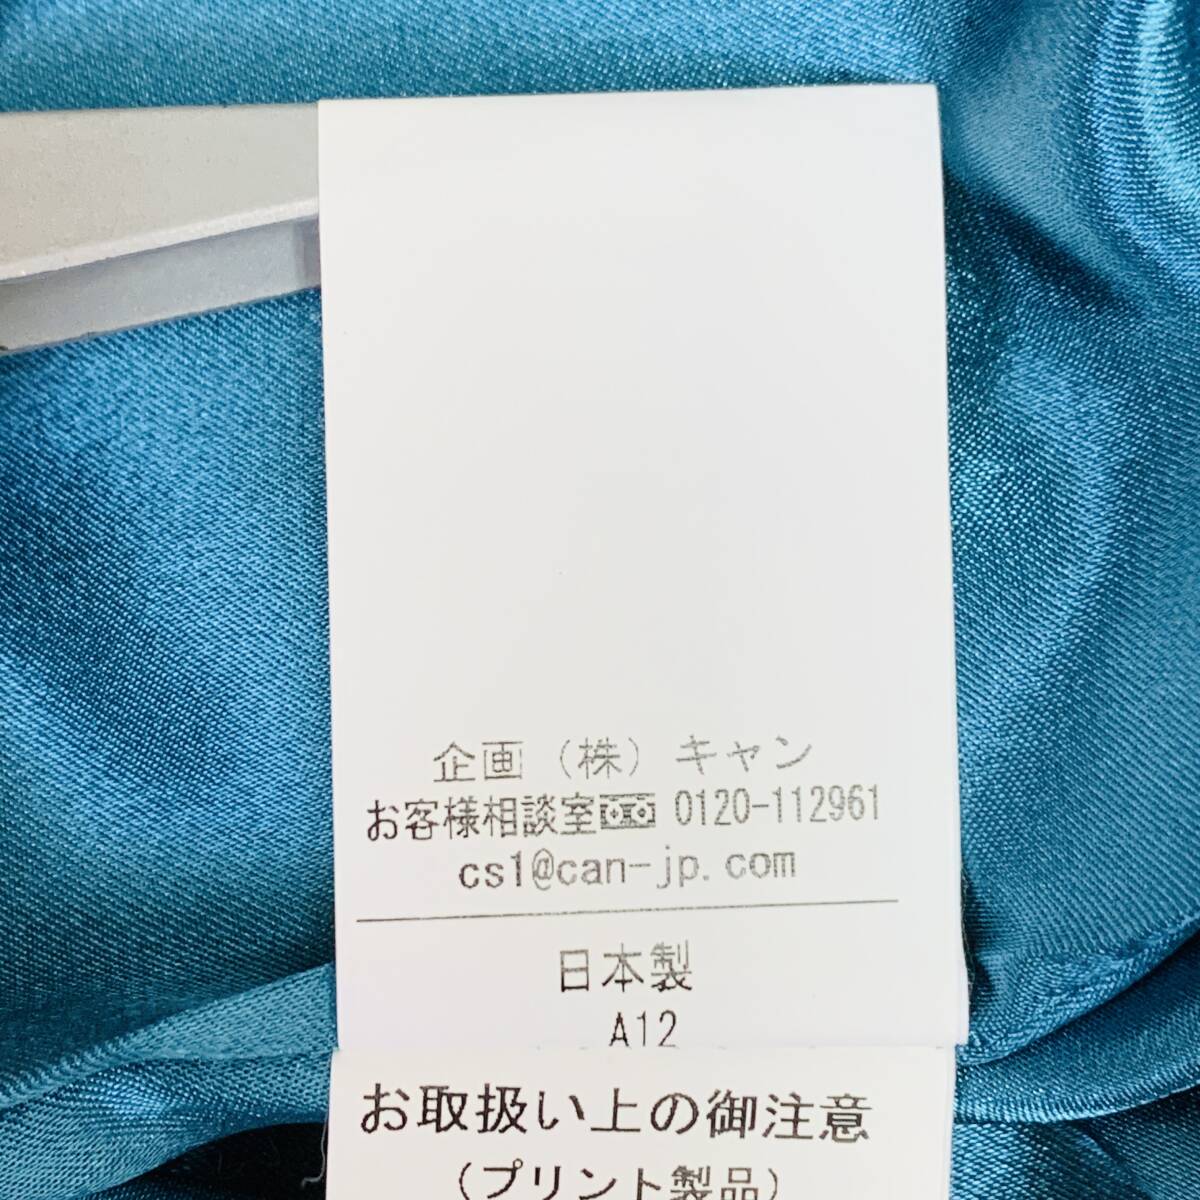 企画（株）キャン
お客様相談室 0120-112961
cs1@can-jp.com
日本製
A12
お取扱い上の御注意
（プリント製品）